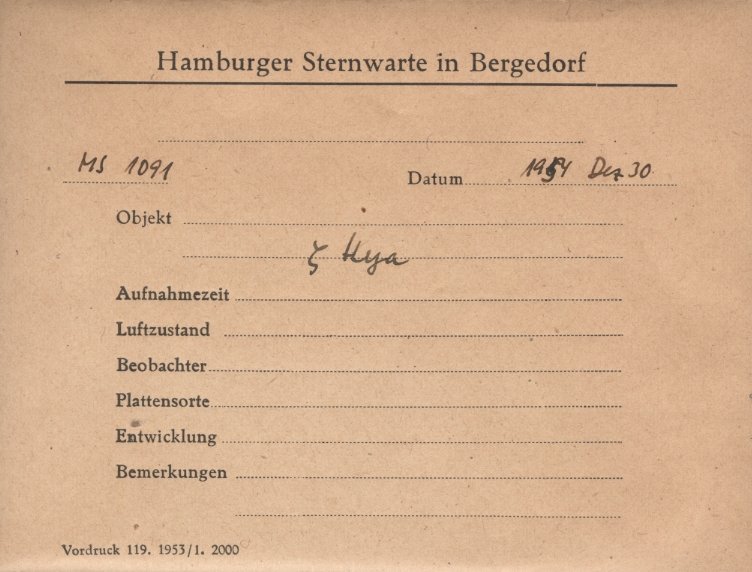 Hamburger Sternwarte in Bergedorf
MS 1091 Datum 1954 Dez 30
Objekt
ζ Hya
Aufnahmezeit
Luftzustand
Beobachter
Plattensorte
Entwicklung
Bemerkungen
Vordruck 119. 1953/1. 2000